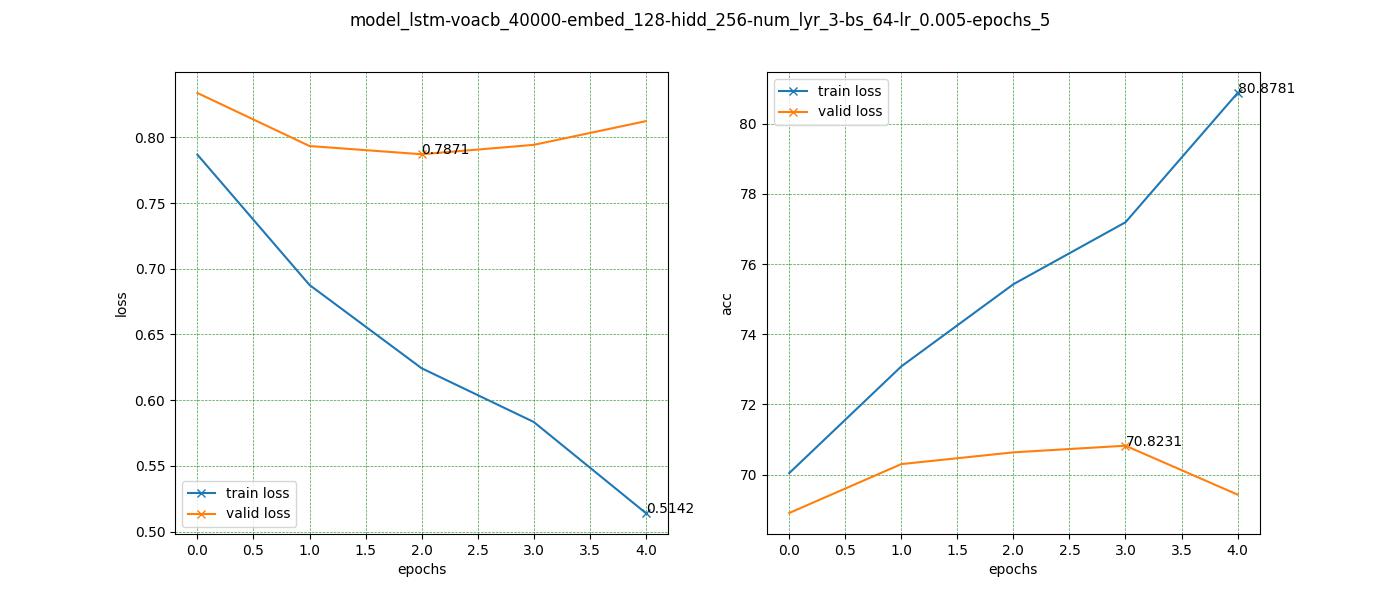 model_lstm-voacb_40000-embed_128-hidd_256-num_lyr_3-bs_64-lr_0.005-epochs_5
0.80
0.75
0.70
0.65
0.60
0.55
0.50
loss
0.7871
0.5142
train loss
valid loss
0.0 0.5 1.0 1.5 2.0 2.5 3.0 3.5 4.0
epochs
train loss
valid loss
80.8781
80
78
76
74
72
70
acc
70.8231
0.0 0.5 1.0 1.5 2.0 2.5 3.0 3.5 4.0
epochs